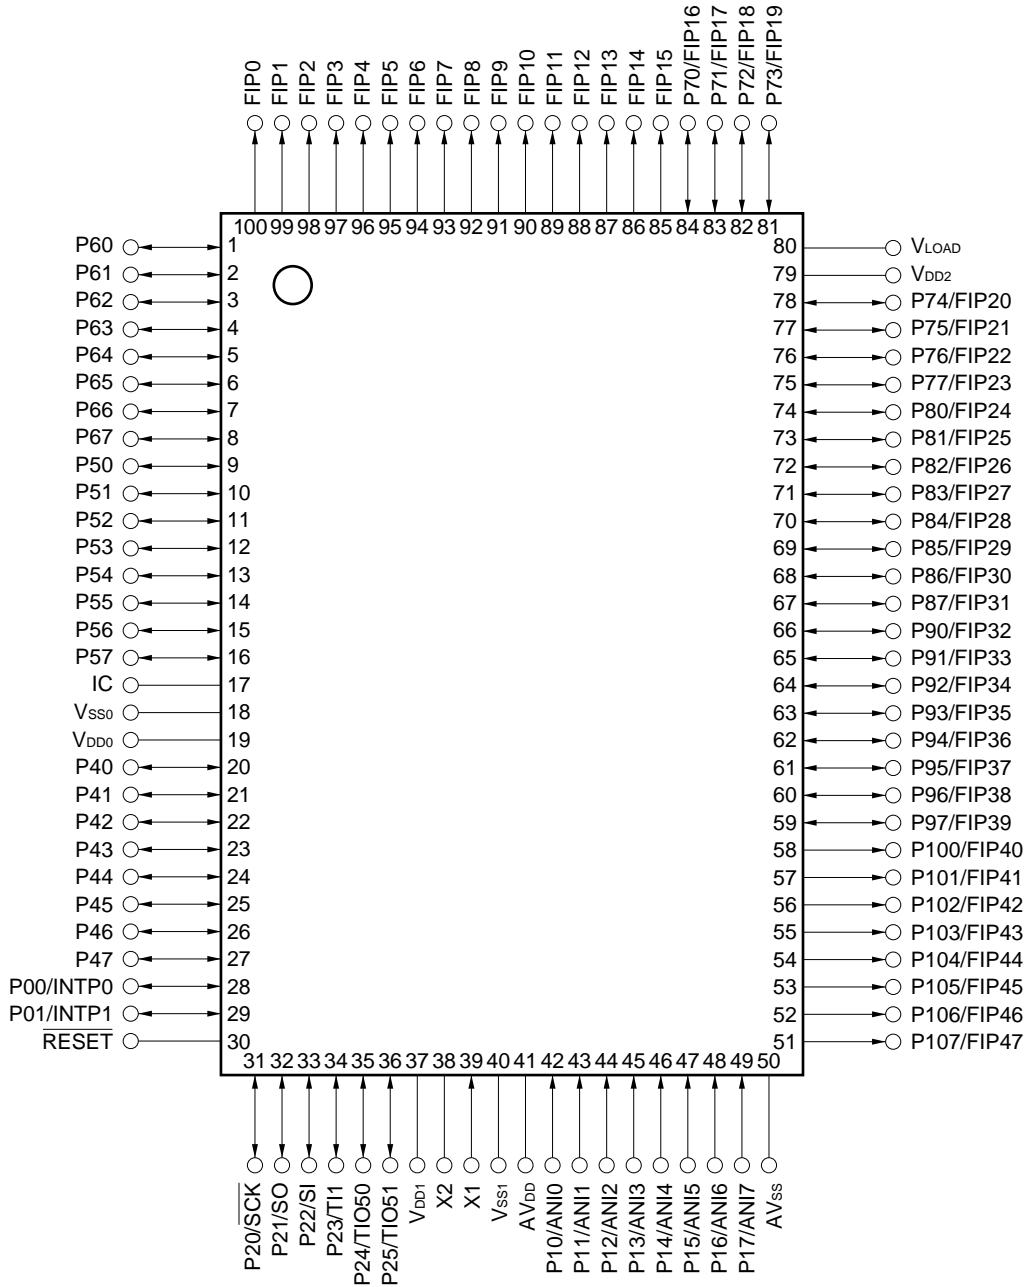 FIP0
FIP1
FIP2
FIP3
FIP4
FIP5
FIP6
FIP7
FIP8
FIP9
FIP10
FIP11
FIP12
FIP13
FIP14
FIP15
P70/FIP16
P71/FIP17
P72/FIP18
P73/FIP19
100 99 98 97 96 95 94 93 92 91 90 89 88 87 86 85 84 83 82 81
P60 1
P61 2
P62 3
P63 4
P64 5
P65 6
P66 7
P67 8
P50 9
P51 10
P52 11
P53 12
P54 13
P55 14
P56 15
P57 16
IC 17
VSS0 18
VDD0 19
P40 20
P41 21
P42 22
P43 23
P44 24
P45 25
P46 26
P47 27
P00/INTP0 28
P01/INTP1 29
RESET 30
80 VLOAD
79 VDD2
78 P74/FIP20
77 P75/FIP21
76 P76/FIP22
75 P77/FIP23
74 P80/FIP24
73 P81/FIP25
72 P82/FIP26
71 P83/FIP27
70 P84/FIP28
69 P85/FIP29
68 P86/FIP30
67 P87/FIP31
66 P90/FIP32
65 P91/FIP33
64 P92/FIP34
63 P93/FIP35
62 P94/FIP36
61 P95/FIP37
60 P96/FIP38
59 P97/FIP39
58 P100/FIP40
57 P101/FIP41
56 P102/FIP42
55 P103/FIP43
54 P104/FIP44
53 P105/FIP45
52 P106/FIP46
51 P107/FIP47
31 32 33 34 35 36 37 38 39 40 41 42 43 44 45 46 47 48 49 50
P20/SCK
P21/SO
P22/SI
P23/TI1
P24/TIO50
P25/TIO51
VDD1
X2
X1
VSS1
AVDD
P10/ANI0
P11/ANI1
P12/ANI2
P13/ANI3
P14/ANI4
P15/ANI5
P16/ANI6
P17/ANI7
AVSS